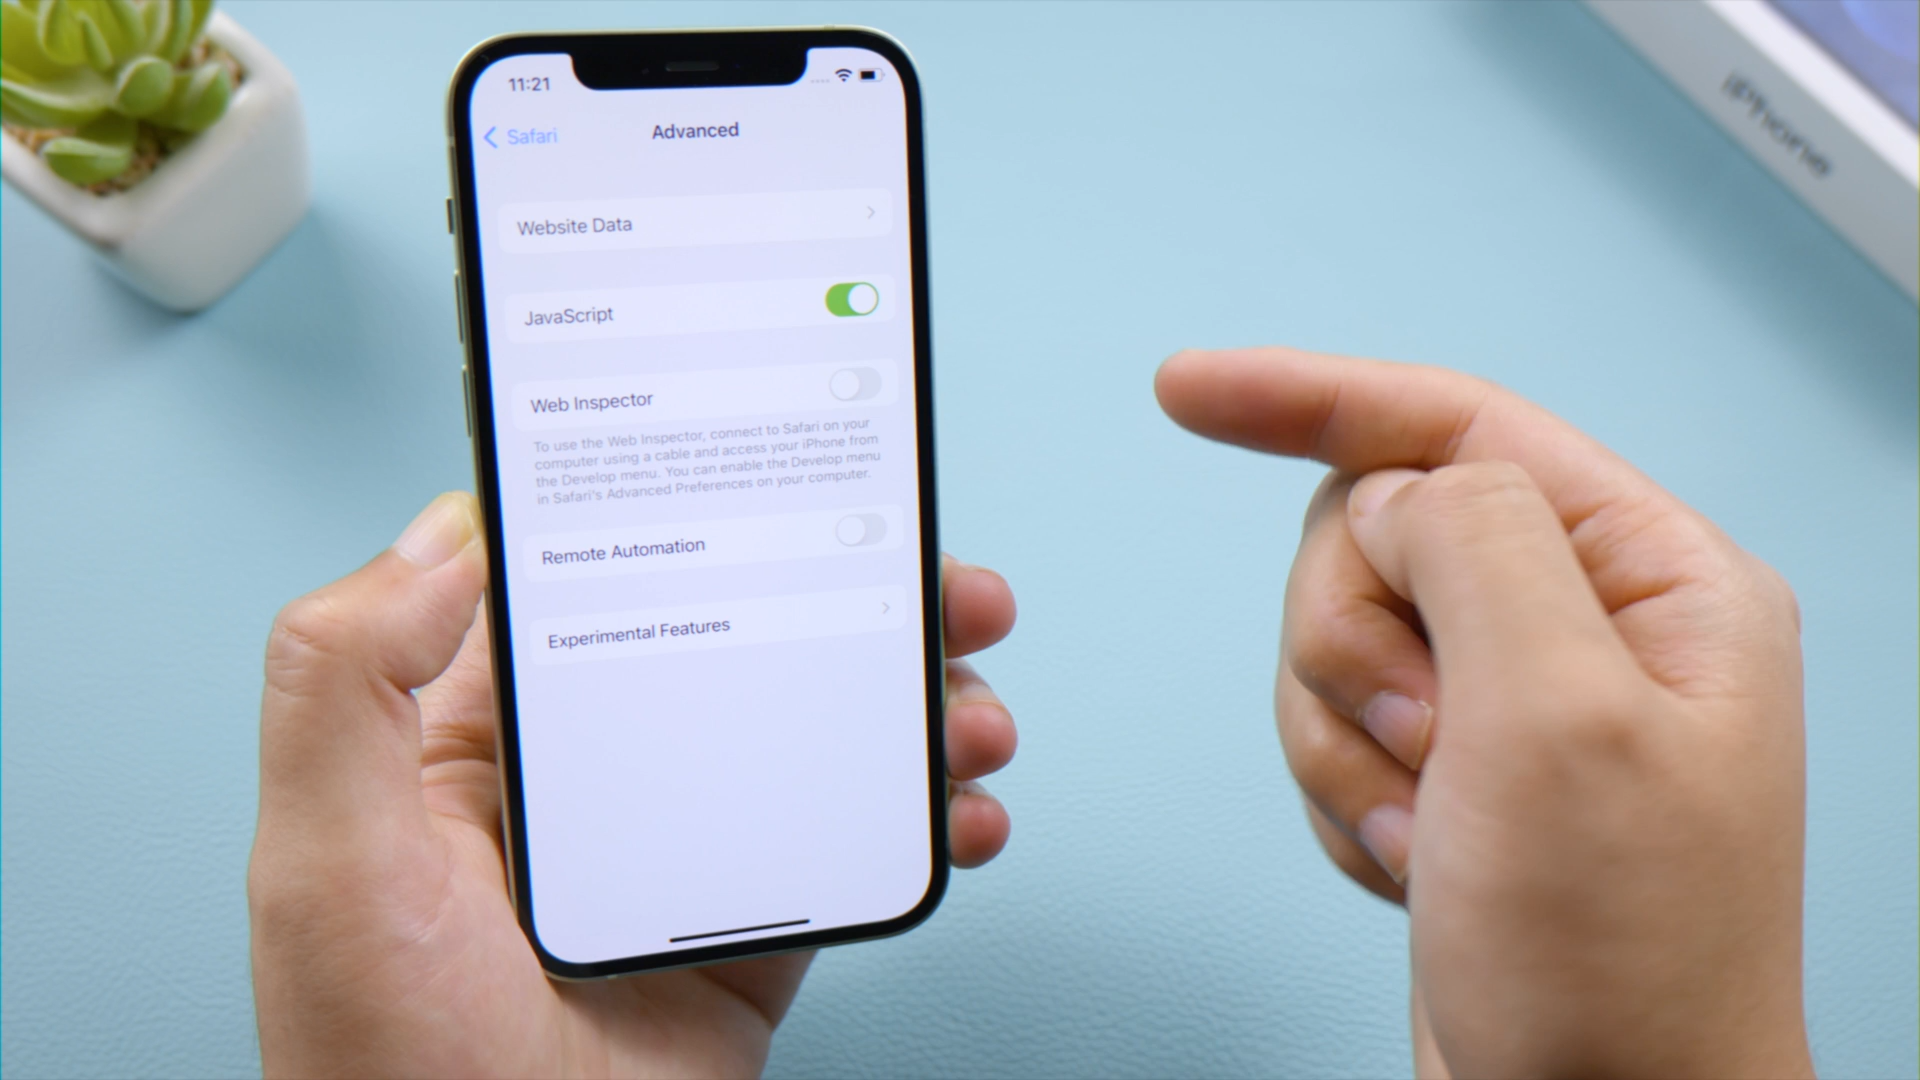 11:21
Safari
Advanced
Website Data
JavaScript
Web Inspector
To use the Web Inspector, connect to Safari on your
computer using a cable and access your iPhone from
the Develop menu. You can enable the Develop menu
in Safari's Advanced Preferences on your computer.
Remote Automation
Experimental Features
iPhone